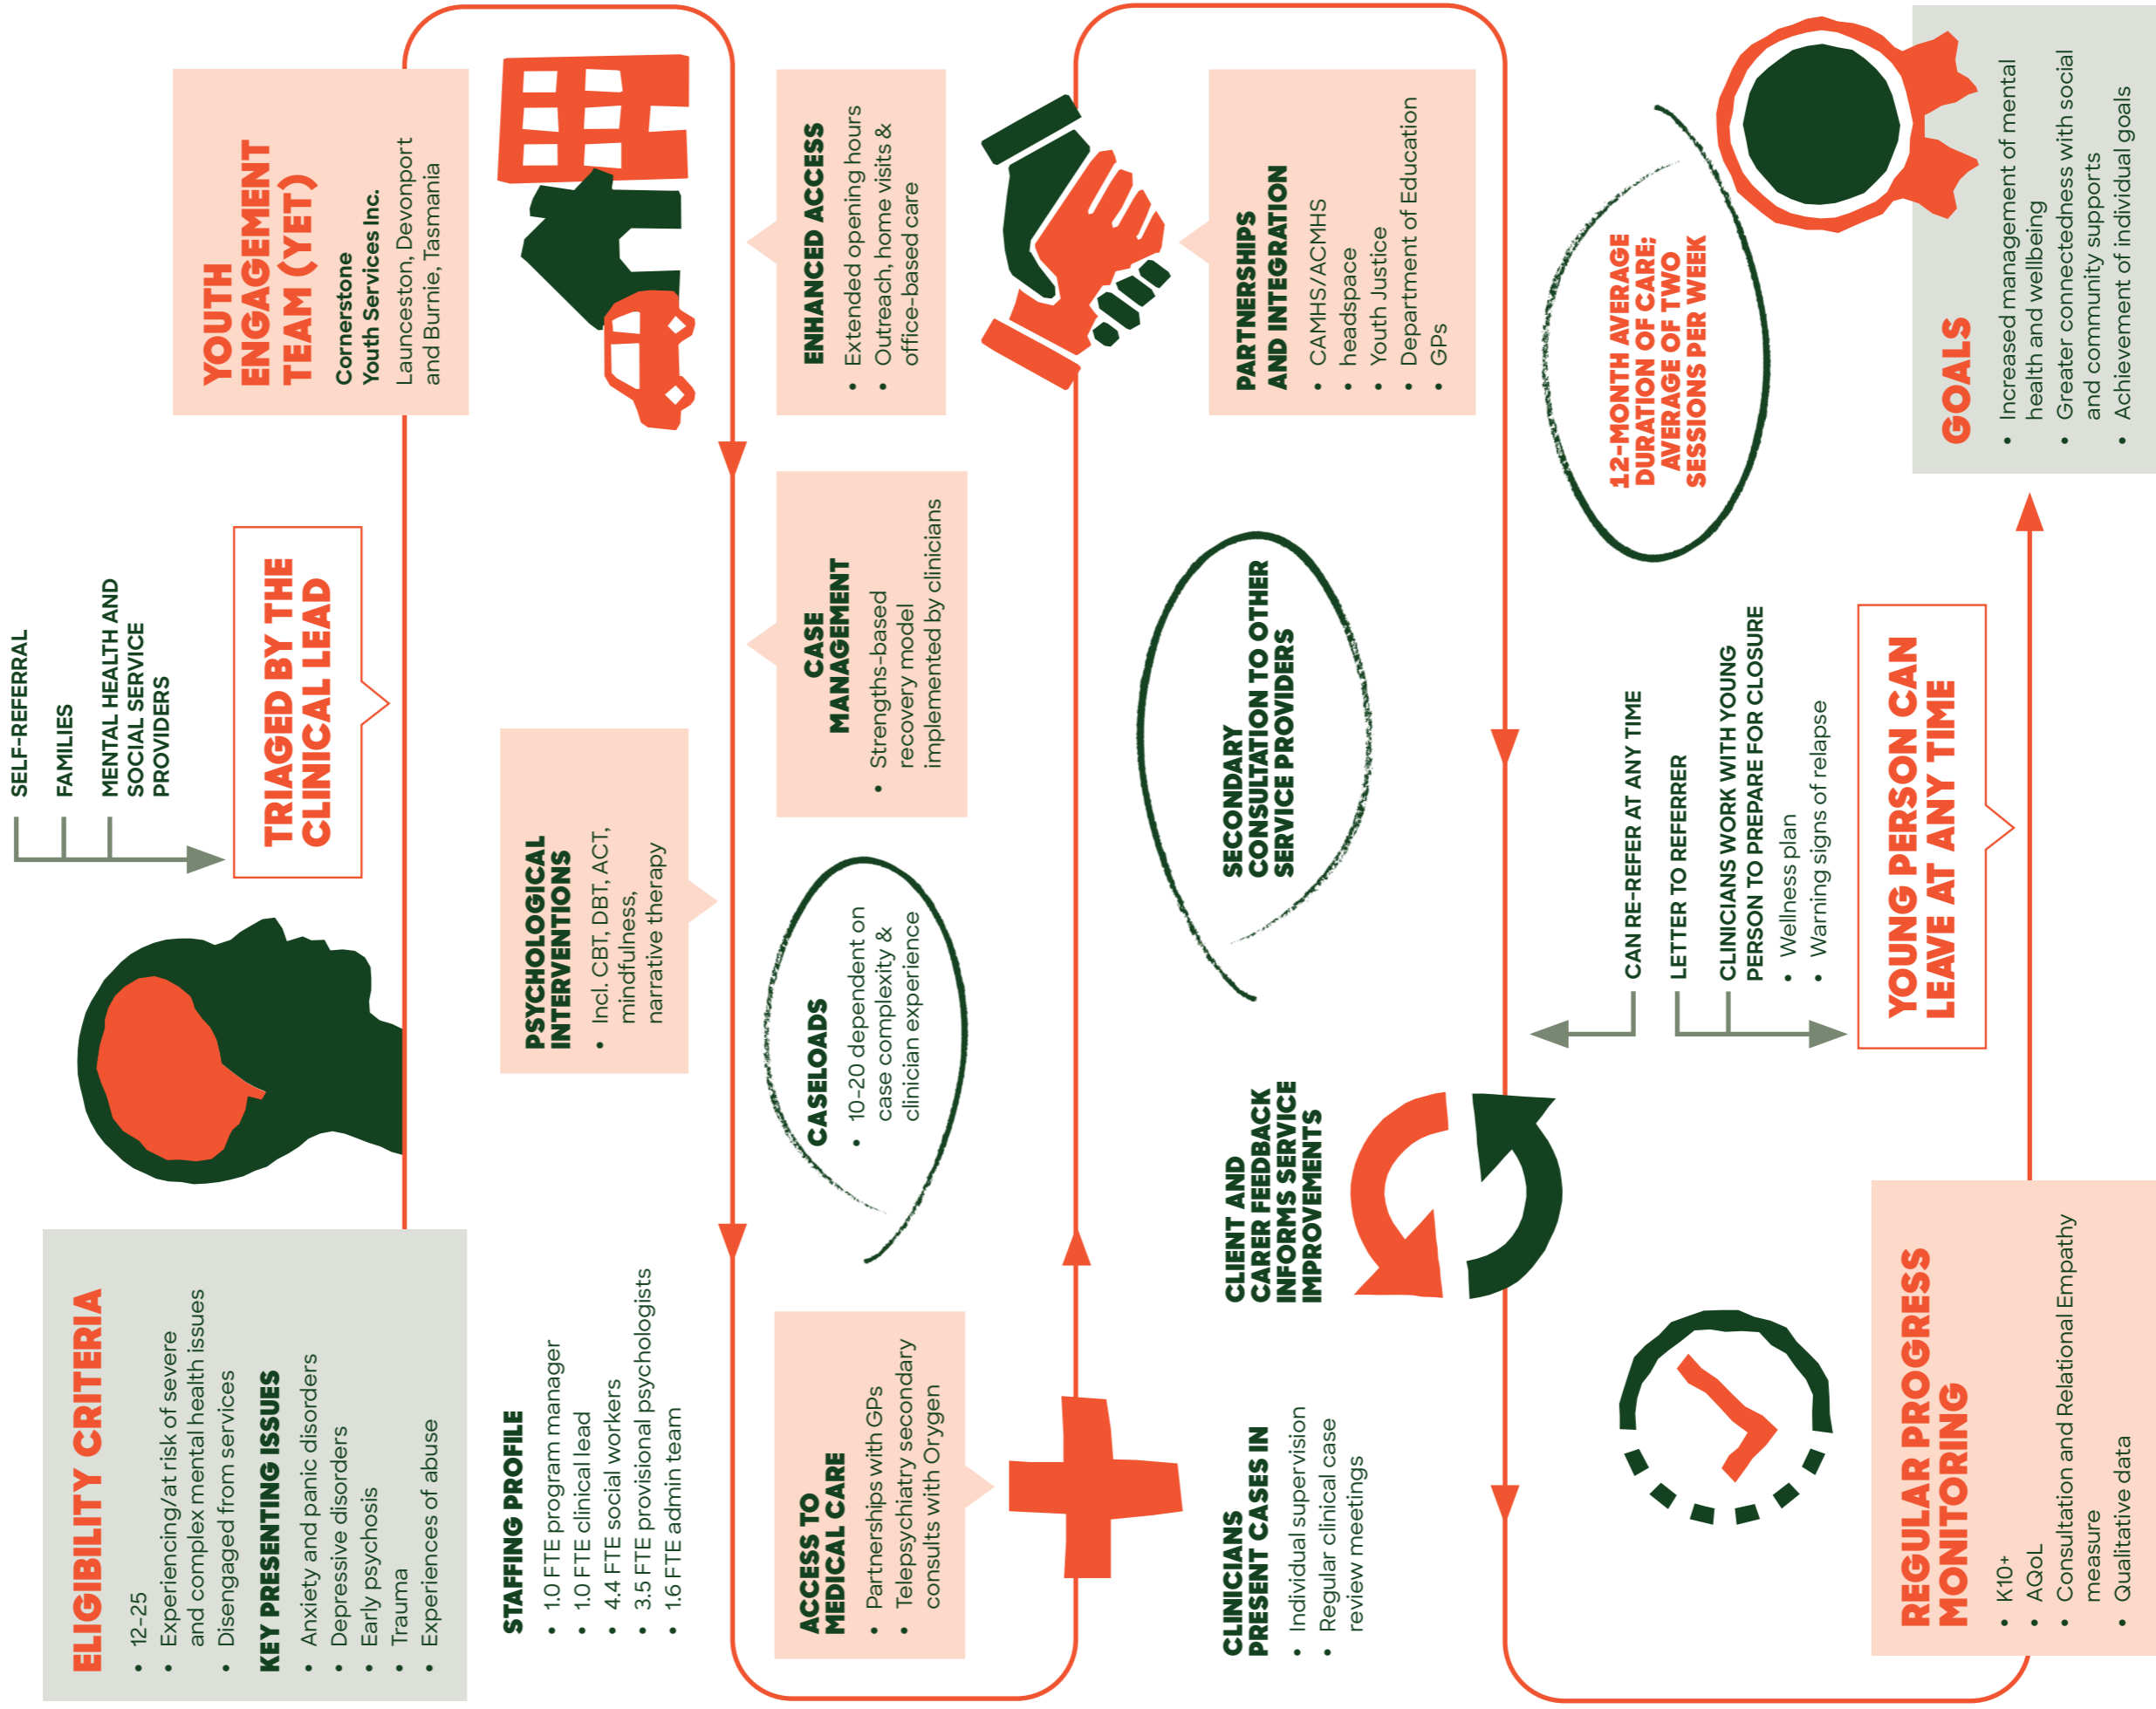 ELIGIBILITY CRITERIA
• 12-25
• Experiencing/at risk of severe
and complex mental health issues
• Disengaged from services
KEY PRESENTING ISSUES
• Anxiety and panic disorders
• Depressive disorders
• Early psychosis
• Trauma
• Experiences of abuse
SELF-REFERRAL
FAMILIES
MENTAL HEALTH AND
SOCIAL SERVICE
PROVIDERS
TRIAGED BY THE
CLINICAL LEAD
YOUTH
ENGAGEMENT
TEAM (YET)
Cornerstone
Youth Services Inc.
Launceston, Devonport
and Burnie, Tasmania
STAFFING PROFILE
• 1.0 FTE program manager
• 1.0 FTE clinical lead
• 4.4 FTE social workers
• 3.5 FTE provisional psychologists
• 1.6 FTE admin team
PSYCHOLOGICAL
INTERVENTIONS
• Incl. CBT, DBT, ACT,
mindfulness,
narrative therapy
ENHANCED ACCESS
• Extended opening hours
• Outreach, home visits &
office-based care
CASE
MANAGEMENT
• Strengths-based
recovery model
implemented by clinicians
CASELOADS
• 10-20 dependent on
case complexity &
clinician experience
ACCESS TO
MEDICAL CARE
• Partnerships with GPs
• Telepsychiatry secondary
consults with Orygen
PARTNERSHIPS
AND INTEGRATION
• CAMHS/ACMHS
• headspace
• Youth Justice
• Department of Education
• GPs
SECONDARY
CONSULTATION TO OTHER
SERVICE PROVIDERS
CLIENT AND
CARER FEEDBACK
INFORMS SERVICE
IMPROVEMENTS
CLINICIANS
PRESENT CASES IN
• Individual supervision
• Regular clinical case
review meetings
12-MONTH AVERAGE
DURATION OF CARE;
AVERAGE OF TWO
SESSIONS PER WEEK
CAN RE-REFER AT ANY TIME
LETTER TO REFERRER
CLINICIANS WORK WITH YOUNG
PERSON TO PREPARE FOR CLOSURE
• Wellness plan
• Warning signs of relapse
YOUNG PERSON CAN
LEAVE AT ANY TIME
REGULAR PROGRESS
MONITORING
• K10+
• AQoL
• Consultation and Relational Empathy
measure
• Qualitative data
GOALS
• Increased management of mental
health and wellbeing
• Greater connectedness with social
and community supports
• Achievement of individual goals